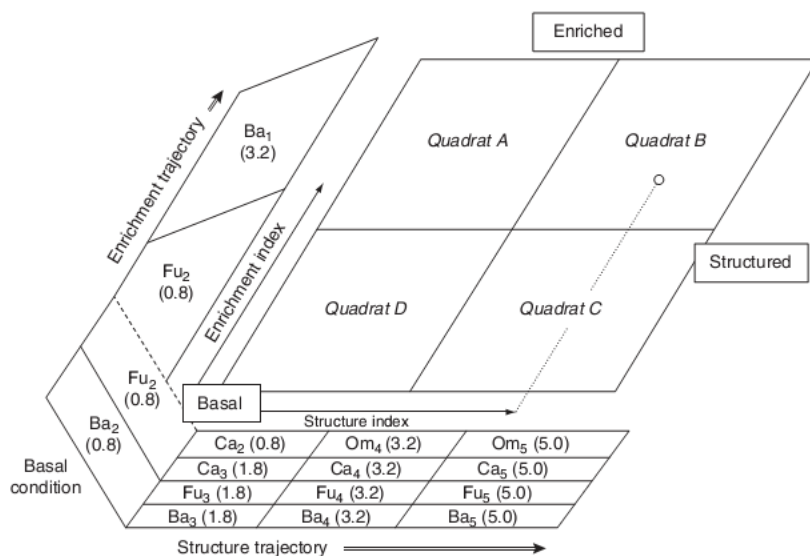 Enriched
Enrichment trajectory
Ba1
(3.2)
Quadrat A
Quadrat B
Enrichment index
Fu2
(0.8)
Structured
Quadrat D
Quadrat C
Fu2
(0.8)
Basal
Structure index
Ba2
(0.8)
Ca2 (0.8) Om4 (3.2) Om5 (5.0)
Basal
condition
Ca3 (1.8) Ca4 (3.2) Ca5 (5.0)
Fu3 (1.8) Fu4 (3.2) Fu5 (5.0)
Ba3 (1.8) Ba4 (3.2) Ba5 (5.0)
Structure trajectory